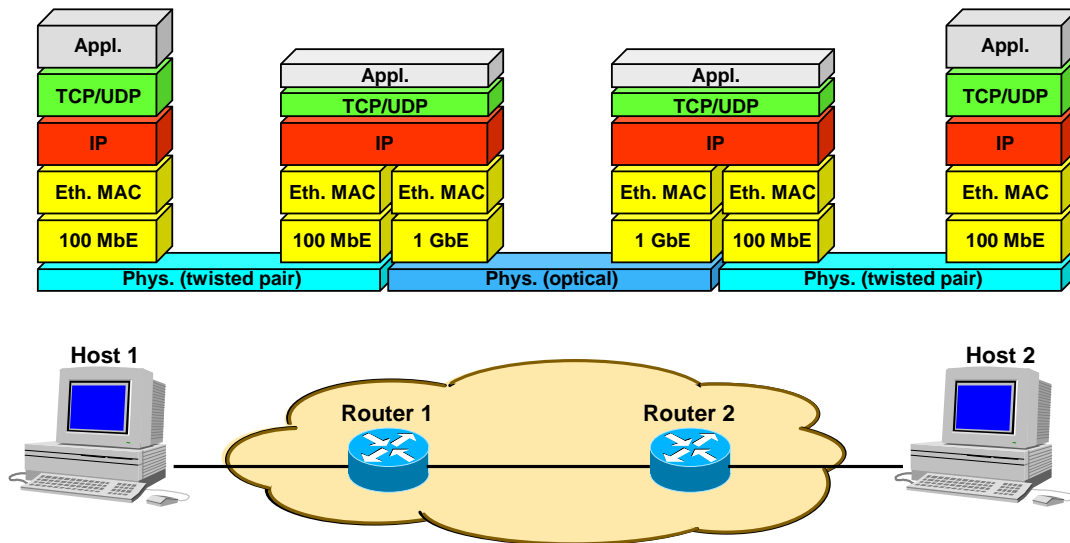 Appl.
Appl.
Appl.
Appl.
TCP/UDP
TCP/UDP
TCP/UDP
TCP/UDP
IP
IP
IP
IP
Eth. MAC
Eth. MAC
Eth. MAC
Eth. MAC
Eth. MAC
Eth. MAC
100 MbE
100 MbE
1 GbE
1 GbE
100 MbE
100 MbE
Phys. (twisted pair)
Phys. (optical)
Phys. (twisted pair)
Host 1
Host 2
Router 1
Router 2